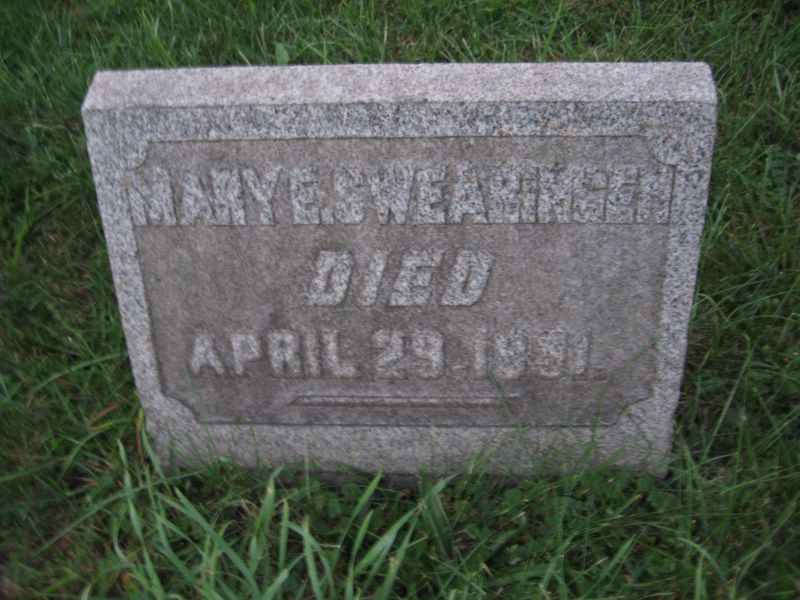 MARY E. SWEARINGEN
DIED
APRIL 29.